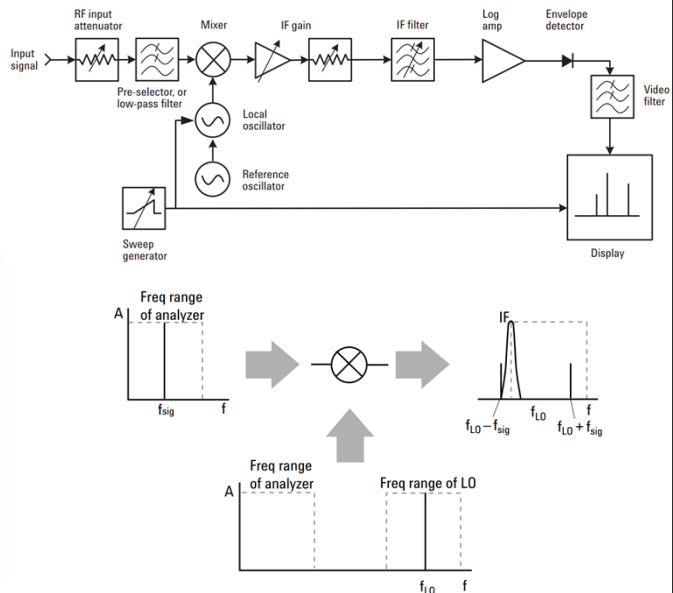 RF input
attenuator
Mixer
IF gain
IF filter
Log
amp
Envelope
detector
Input
signal
Pre-selector, or
low-pass filter
Local
oscillator
Video
filter
Reference
oscillator
Sweep
generator
Display
Freq range
of analyzer
A
fsig
f
IF
fLO
f
fLO – fsig
fLO + fsig
Freq range
of analyzer
Freq range of LO
A
fLO
f